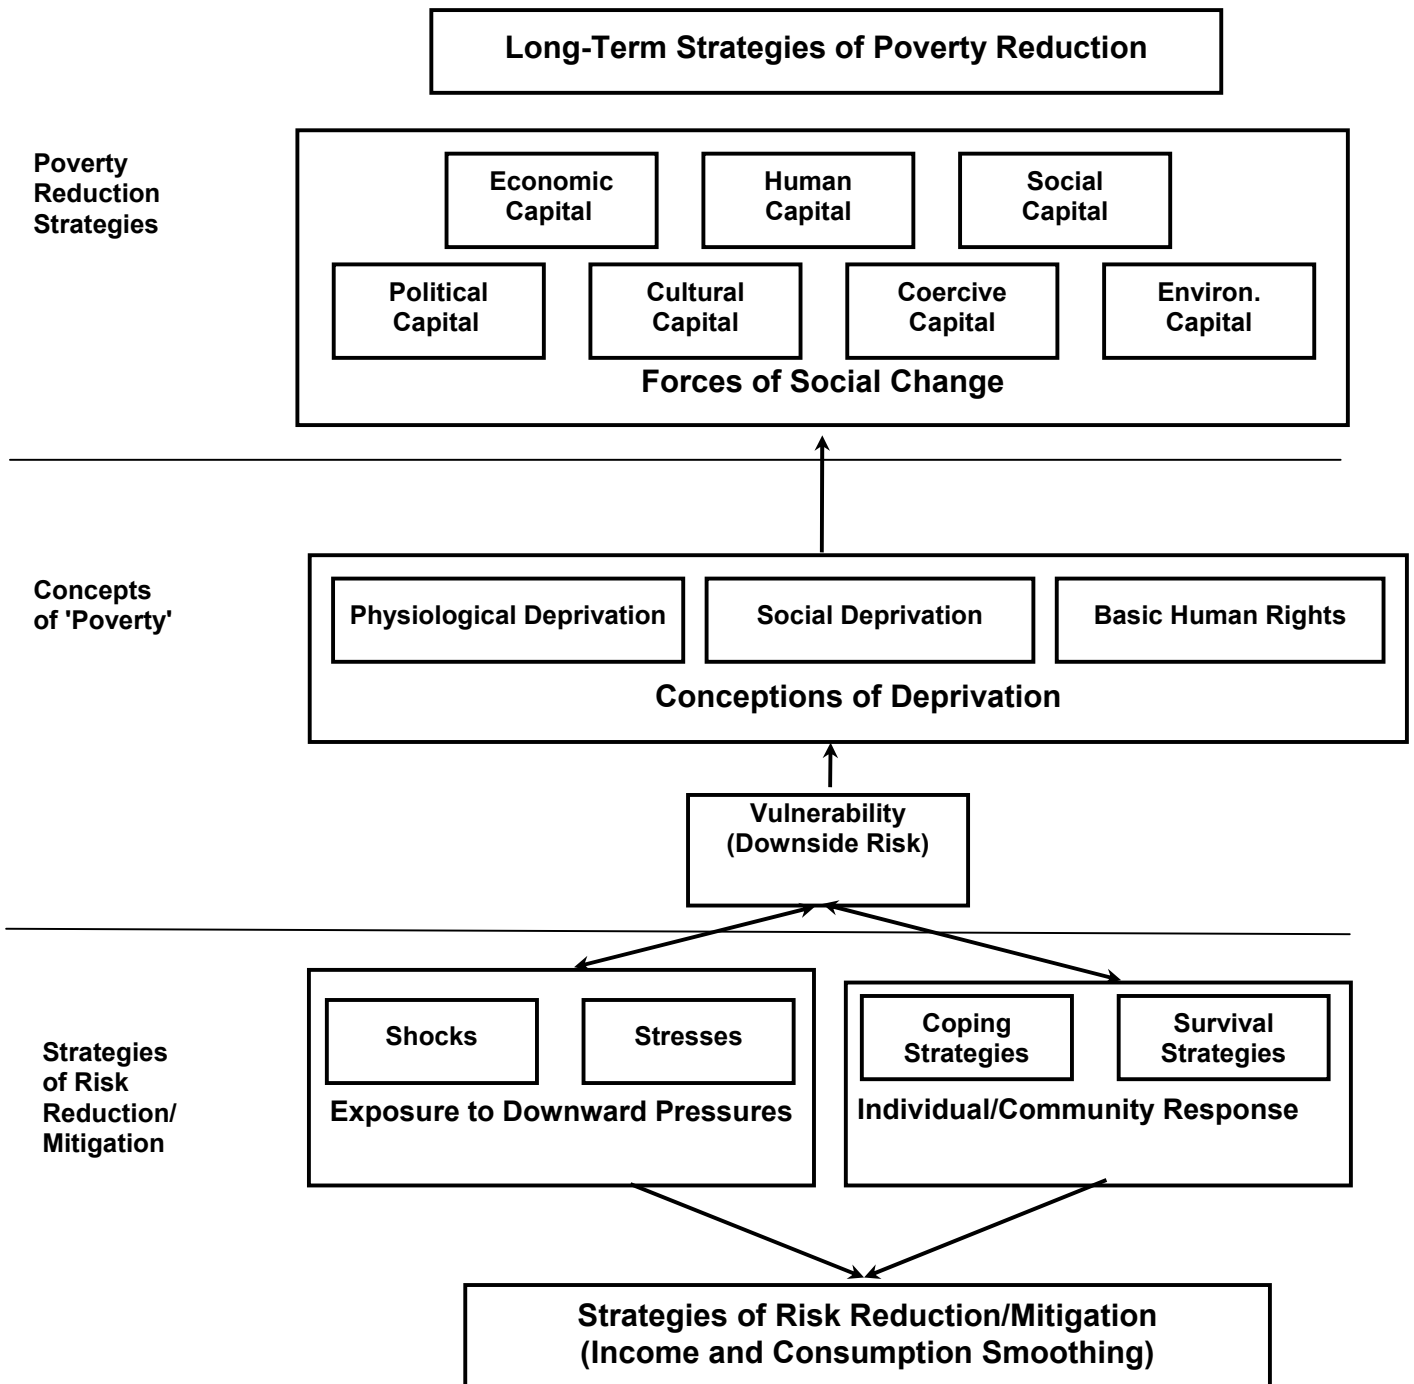 Long-Term Strategies of Poverty Reduction
Poverty
Reduction
Strategies
Economic
Capital
Human
Capital
Social
Capital
Political
Capital
Cultural
Capital
Coercive
Capital
Environ.
Capital
Forces of Social Change
Concepts
of 'Poverty'
Physiological Deprivation
Social Deprivation
Basic Human Rights
Conceptions of Deprivation
Vulnerability
(Downside Risk)
Strategies
of Risk
Reduction/
Mitigation
Shocks
Stresses
Exposure to Downward Pressures
Coping
Strategies
Survival
Strategies
Individual/Community Response
Strategies of Risk Reduction/Mitigation
(Income and Consumption Smoothing)